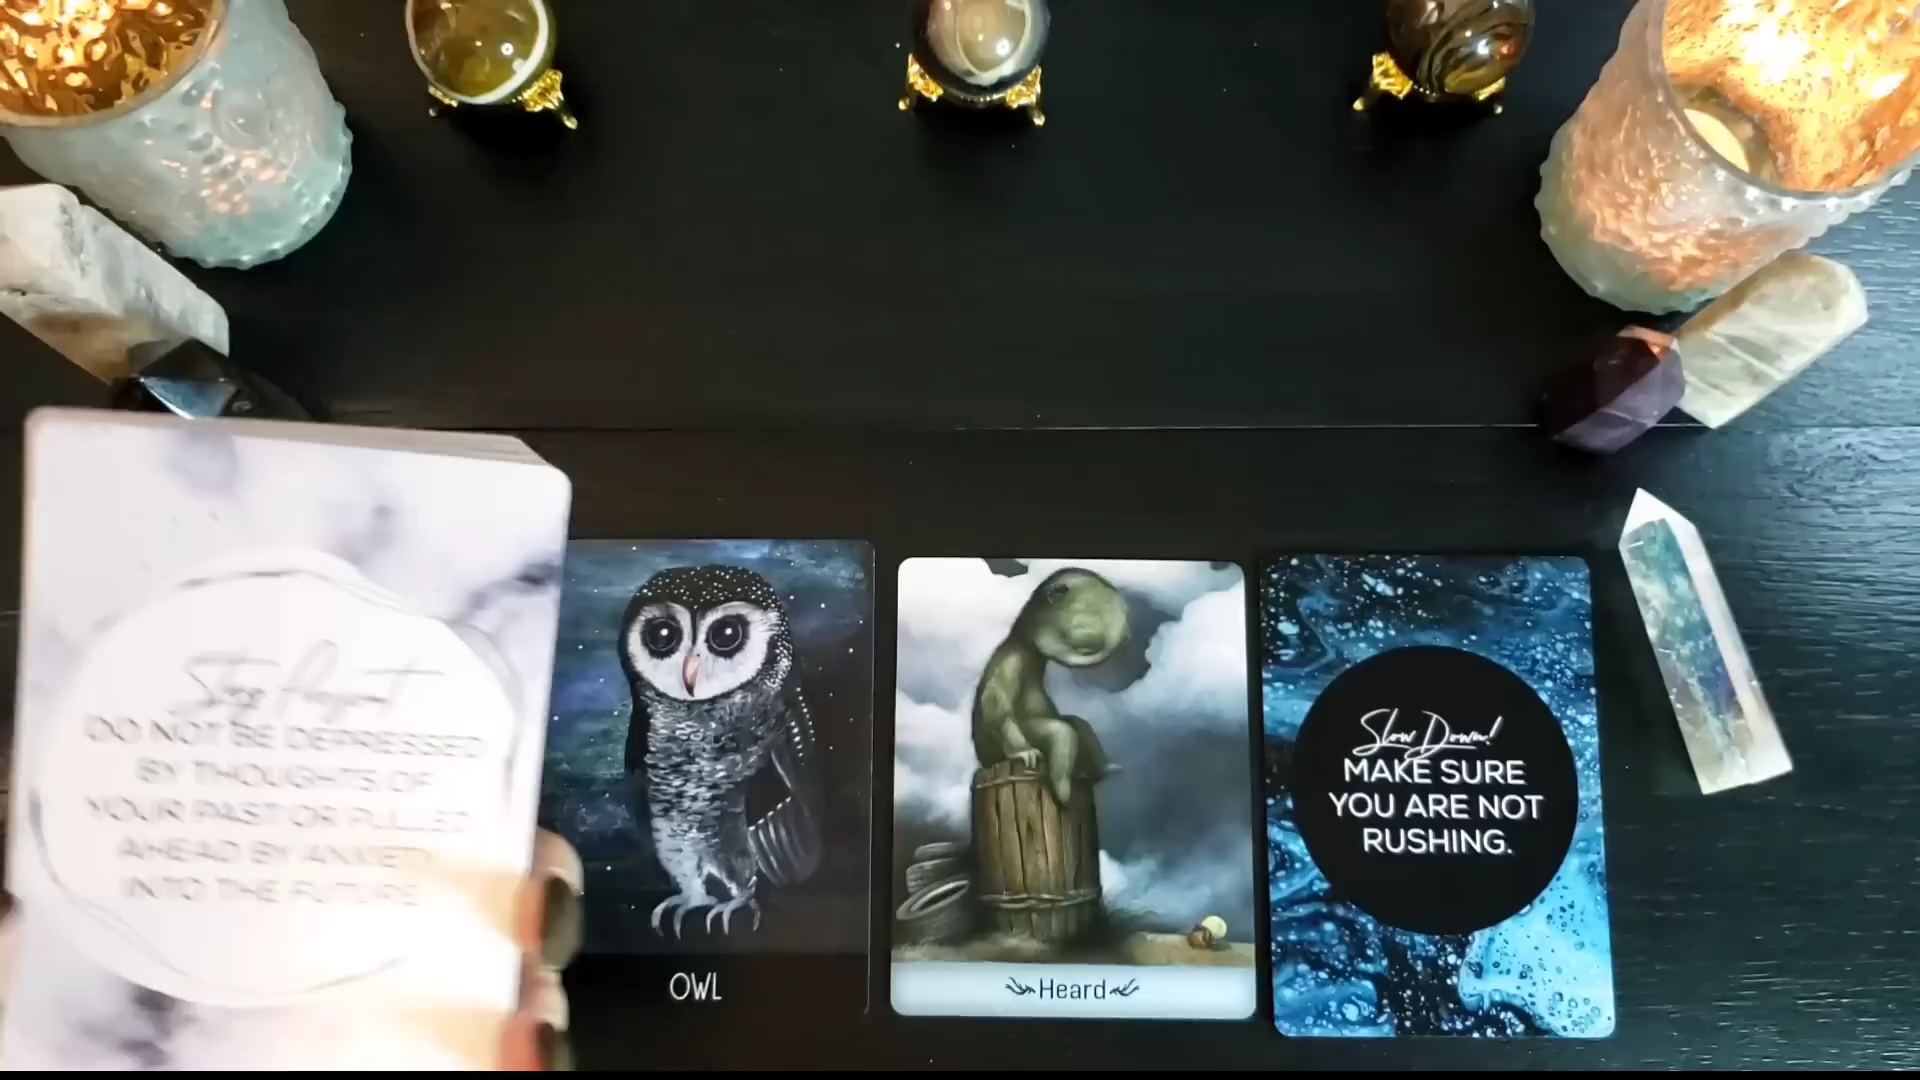 Stay Present
DO NOT BE DEPRESSED
BY THOUGHTS OF
YOUR PAST OR PULLED
AHEAD BY ANXIETY
INTO THE FUTURE
OWL
Heard
Slow Down!
MAKE SURE
YOU ARE NOT
RUSHING.